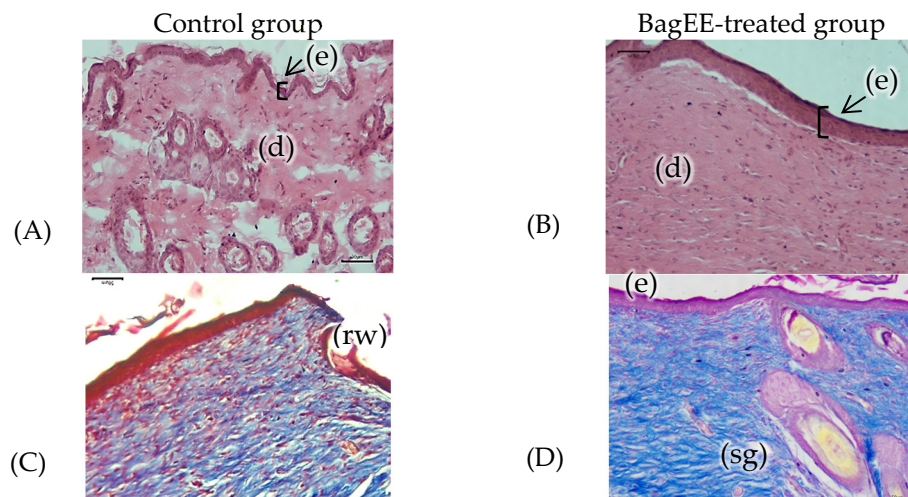 Control group
BagEE-treated group
(e)
(d)
(A)
(e)
(d)
(B)
(rw)
(C)
(e)
(sg)
(D)